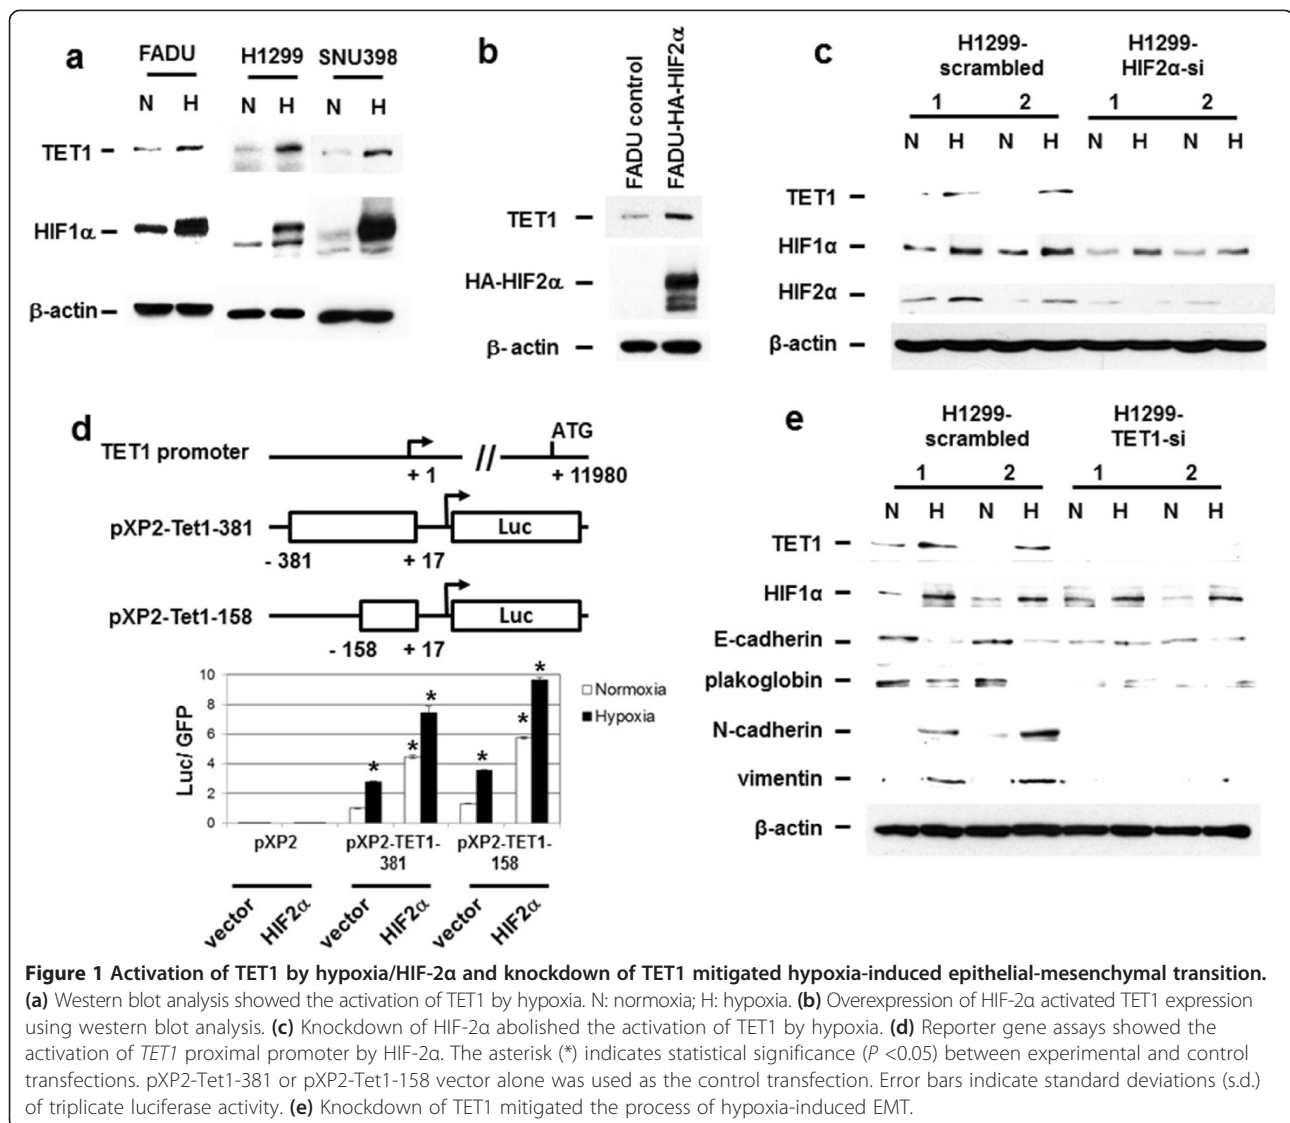 a
FADU
H1299
SNU398
N H N H N H
TET1
HIF1α
β-actin
b
FADU control
FADU-HA-HIF2α
TET1
HA-HIF2α
β- actin
c
H1299-
scrambled
H1299-
HIF2α-si
1 2 1 2
N H N H N H N H
TET1
HIF1α
HIF2α
β-actin
d
TET1 promoter
+ 1
//
ATG
+ 11980
pXP2-Tet1-381
Luc
- 381 + 17
pXP2-Tet1-158
Luc
- 158 + 17
Luc/ GFP
10
8
6
4
2
0
* * * * * *
Normoxia
Hypoxia
pXP2
pXP2-TET1-
381
pXP2-TET1-
158
vector HIF2α vector HIF2α vector HIF2α
e
H1299-
scrambled
H1299-
TET1-si
1 2 1 2
N H N H N H N H
TET1
HIF1α
E-cadherin
plakoglobin
N-cadherin
vimentin
β-actin
Figure 1 Activation of TET1 by hypoxia/HIF-2α and knockdown of TET1 mitigated hypoxia-induced epithelial-mesenchymal transition.
(a) Western blot analysis showed the activation of TET1 by hypoxia. N: normoxia; H: hypoxia. (b) Overexpression of HIF-2α activated TET1 expression
using western blot analysis. (c) Knockdown of HIF-2α abolished the activation of TET1 by hypoxia. (d) Reporter gene assays showed the
activation of TET1 proximal promoter by HIF-2α. The asterisk (*) indicates statistical significance (P <0.05) between experimental and control
transfections. pXP2-Tet1-381 or pXP2-Tet1-158 vector alone was used as the control transfection. Error bars indicate standard deviations (s.d.)
of triplicate luciferase activity. (e) Knockdown of TET1 mitigated the process of hypoxia-induced EMT.